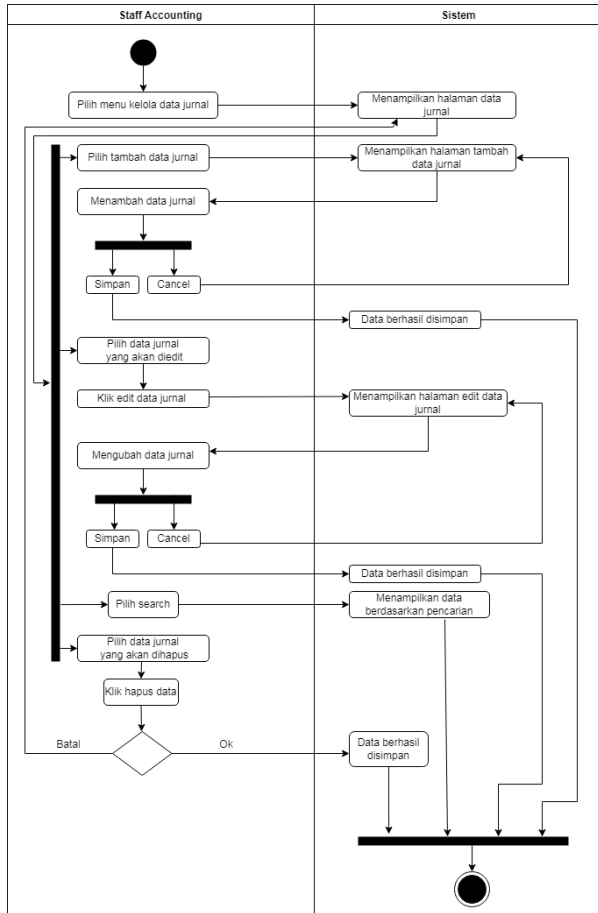 Staff Accounting
Sistem
Pilih menu kelola data jurnal
Menampilkan halaman data
jurnal
Pilih tambah data jurnal
Menampilkan halaman tambah
data jurnal
Menambah data jurnal
Simpan
Cancel
Data berhasil disimpan
Pilih data jurnal
yang akan diedit
Klik edit data jurnal
Menampilkan halaman edit data
jurnal
Mengubah data jurnal
Simpan
Cancel
Data berhasil disimpan
Pilih search
Menampilkan data
berdasarkan pencarian
Pilih data jurnal
yang akan dihapus
Klik hapus data
Batal
Ok
Data berhasil
disimpan